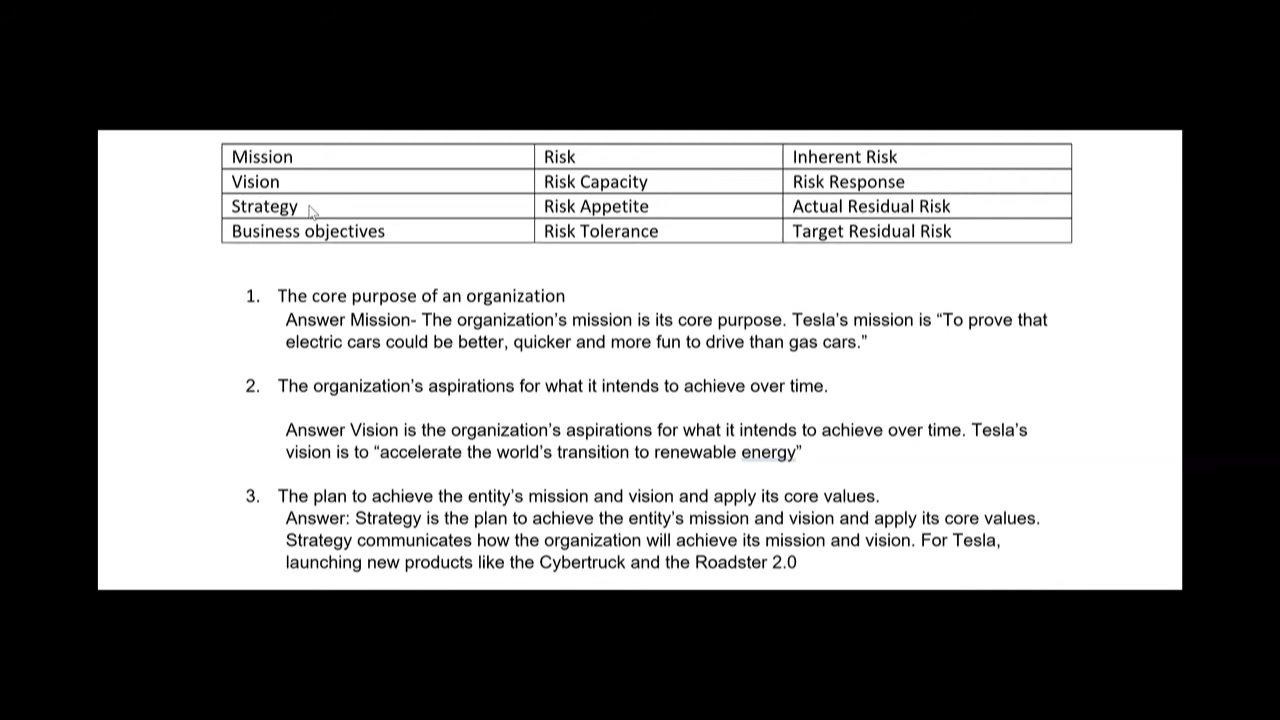 Mission Risk Inherent Risk
Vision Risk Capacity Risk Response
Strategy Risk Appetite Actual Residual Risk
Business objectives Risk Tolerance Target Residual Risk
1. The core purpose of an organization
Answer Mission- The organization’s mission is its core purpose. Tesla’s mission is “To prove that
electric cars could be better, quicker and more fun to drive than gas cars.”
2. The organization’s aspirations for what it intends to achieve over time.
Answer Vision is the organization’s aspirations for what it intends to achieve over time. Tesla’s
vision is to “accelerate the world’s transition to renewable energy”
3. The plan to achieve the entity’s mission and vision and apply its core values.
Answer: Strategy is the plan to achieve the entity’s mission and vision and apply its core values.
Strategy communicates how the organization will achieve its mission and vision. For Tesla,
launching new products like the Cybertruck and the Roadster 2.0